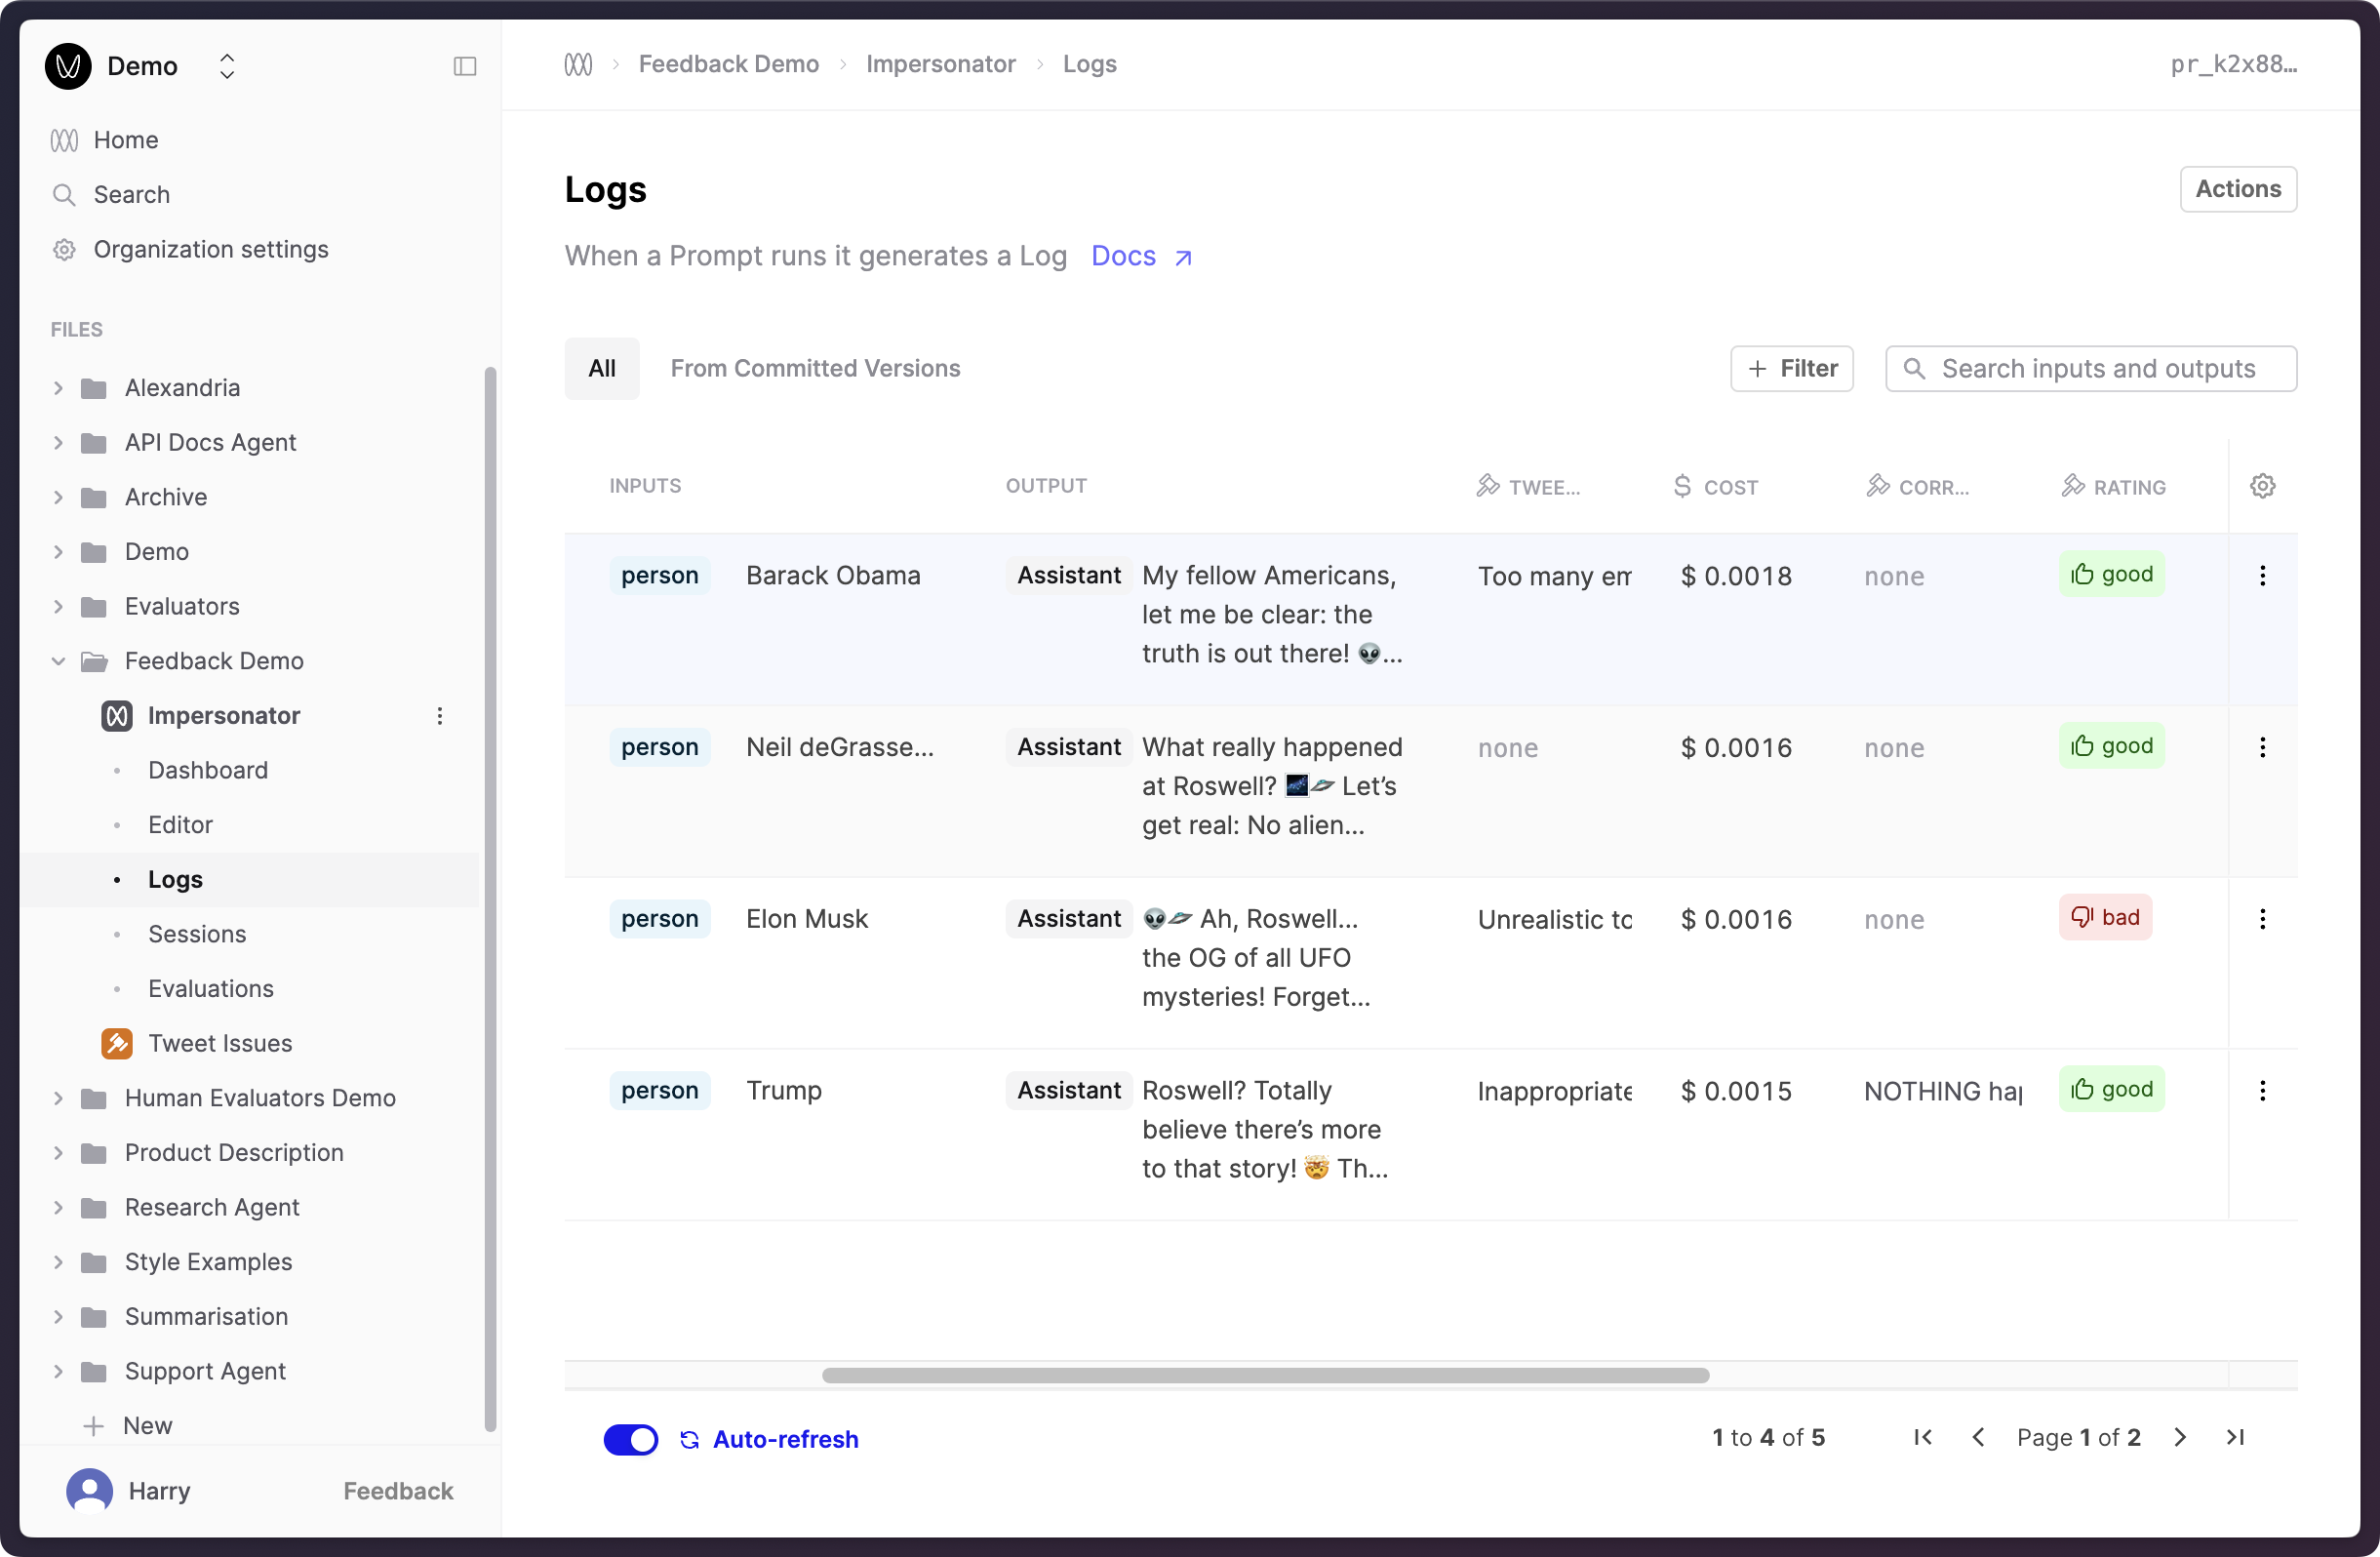 Demo
Home
Search
Organization settings
FILES
Alexandria
API Docs Agent
Archive
Demo
Evaluators
Feedback Demo
Impersonator
Dashboard
Editor
Logs
Sessions
Evaluations
Tweet Issues
Human Evaluators Demo
Product Description
Research Agent
Style Examples
Summarisation
Support Agent
New
Harry Feedback
Feedback Demo Impersonator Logs pr_k2x88…
Logs Actions
When a Prompt runs it generates a Log Docs
All From Committed Versions Filter Search inputs and outputs
INPUTS OUTPUT TWEE… $ COST CORR… RATING
person Barack Obama Assistant My fellow Americans, Too many em $ 0.0018 none good
let me be clear: the
truth is out there! 👽…
person Neil deGrasse… Assistant What really happened none $ 0.0016 none good
at Roswell? 🌌🛸 Let’s
get real: No alien…
person Elon Musk Assistant 👽🛸 Ah, Roswell… Unrealistic to $ 0.0016 none bad
the OG of all UFO
mysteries! Forget…
person Trump Assistant Roswell? Totally Inappropriate $ 0.0015 NOTHING hap good
believe there’s more
to that story! 🤯 Th…
Auto-refresh 1 to 4 of 5 Page 1 of 2